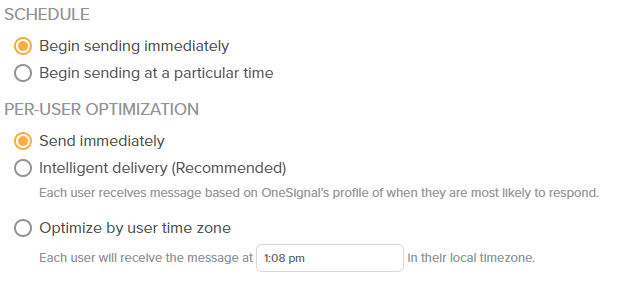 SCHEDULE
Begin sending immediately
Begin sending at a particular time
PER-USER OPTIMIZATION
Send immediately
Intelligent delivery (Recommended)
Each user receives message based on OneSignal's profile of when they are most likely to respond.
Optimize by user time zone
Each user will receive the message at 1:08 pm In their local timezone.